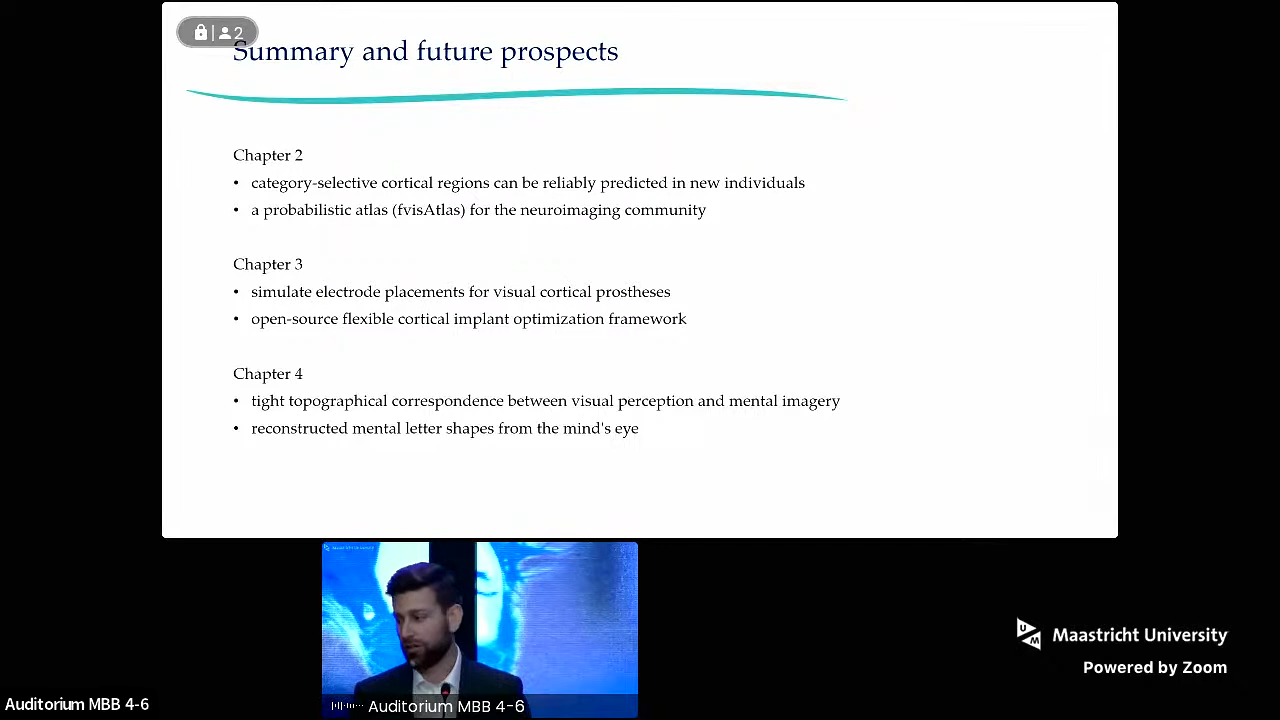 2
Summary and future prospects
Chapter 2
• category-selective cortical regions can be reliably predicted in new individuals
• a probabilistic atlas (fvisAtlas) for the neuroimaging community
Chapter 3
• simulate electrode placements for visual cortical prostheses
• open-source flexible cortical implant optimization framework
Chapter 4
• tight topographical correspondence between visual perception and mental imagery
• reconstructed mental letter shapes from the mind's eye
Auditorium MBB 4-6
UM Maastricht University
Powered by Zoom
Auditorium MBB 4-6